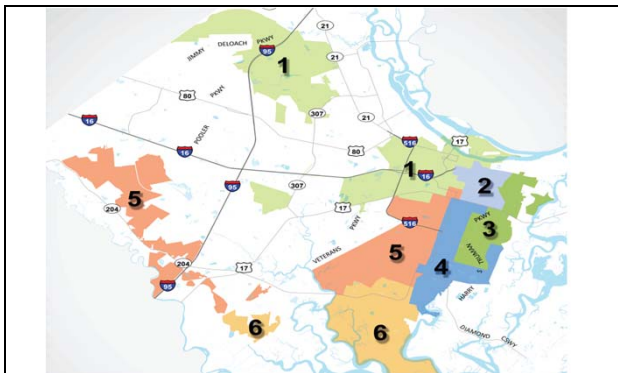 21
PKWY
95
DELOACH
JIMMY
1
21
80
PKWY
307
21
16
POOLER
516
17
80
16
1
16
5
95
307
2
204
17
PKWY
516
5
PKWY
3
TRUMAN
4
VETERANS
204
17
95
HARRY
6
6
DIAMOND
CSWY